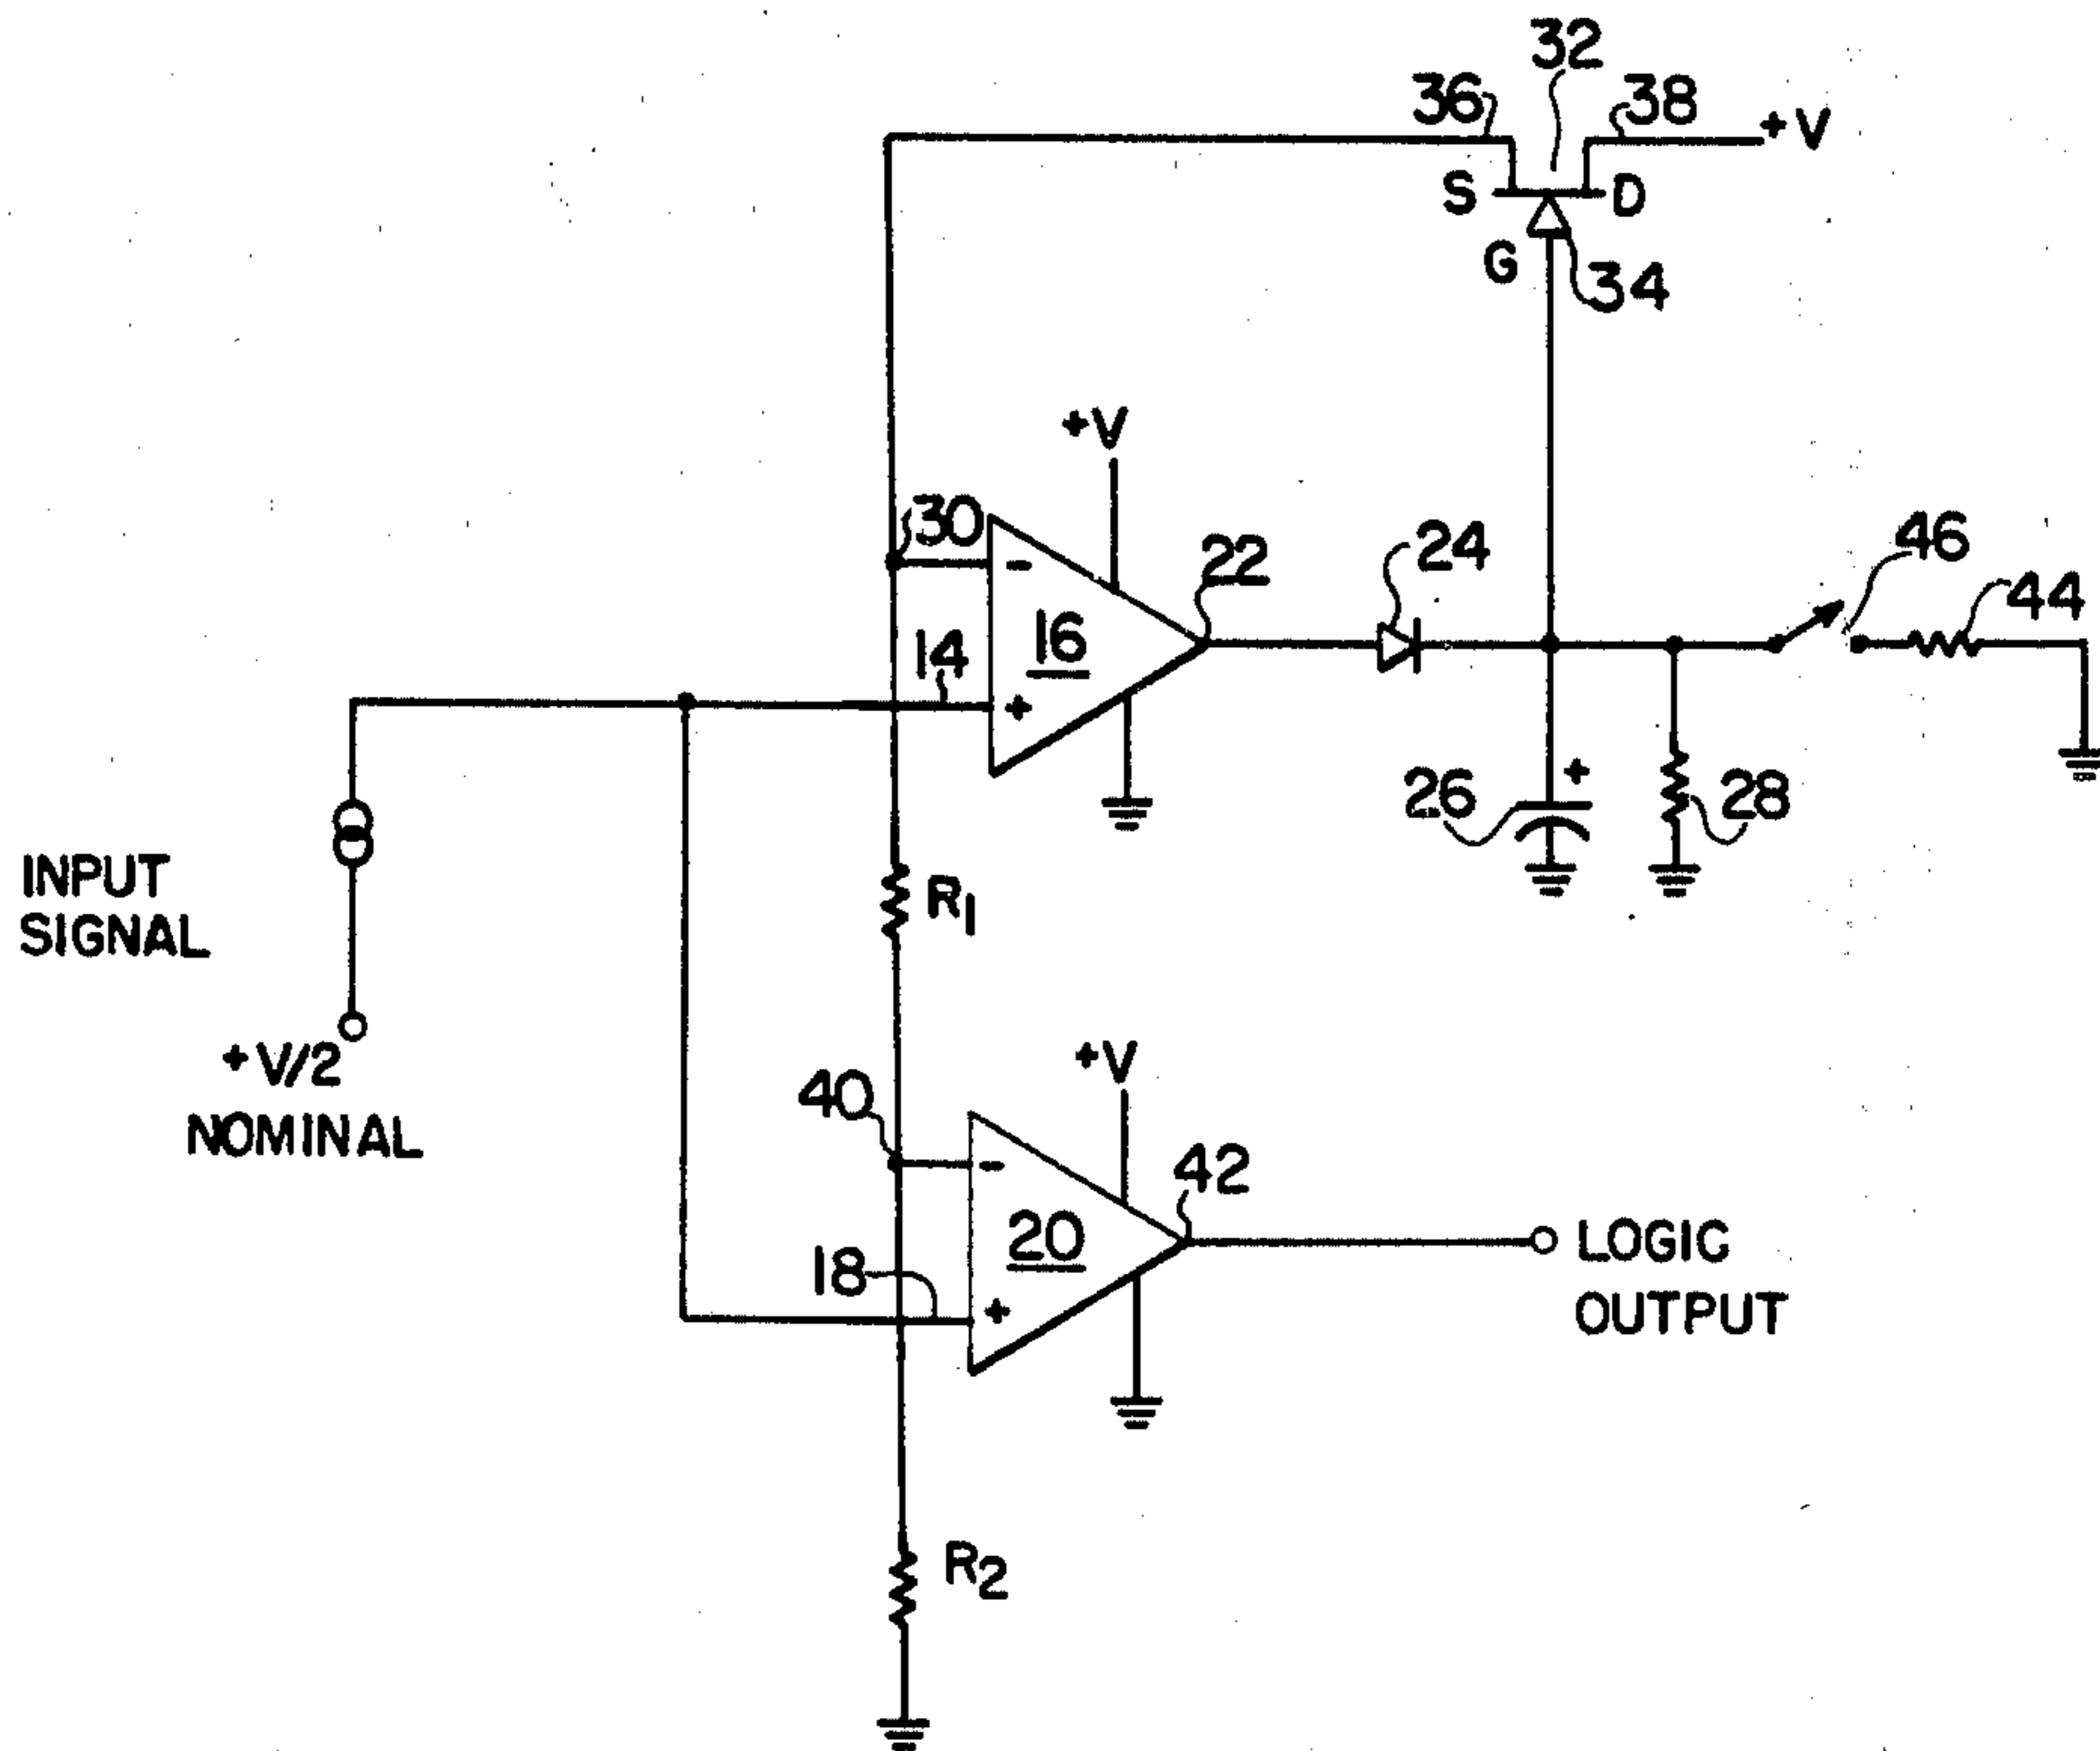 32
36
38
+V
S
D
G
34
+V
30
-
22
24
46
44
16
14
+
+
26
28
INPUT
SIGNAL
R1
+V/2
NOMINAL
+V
40
-
42
20
18
+
LOGIC
OUTPUT
R2